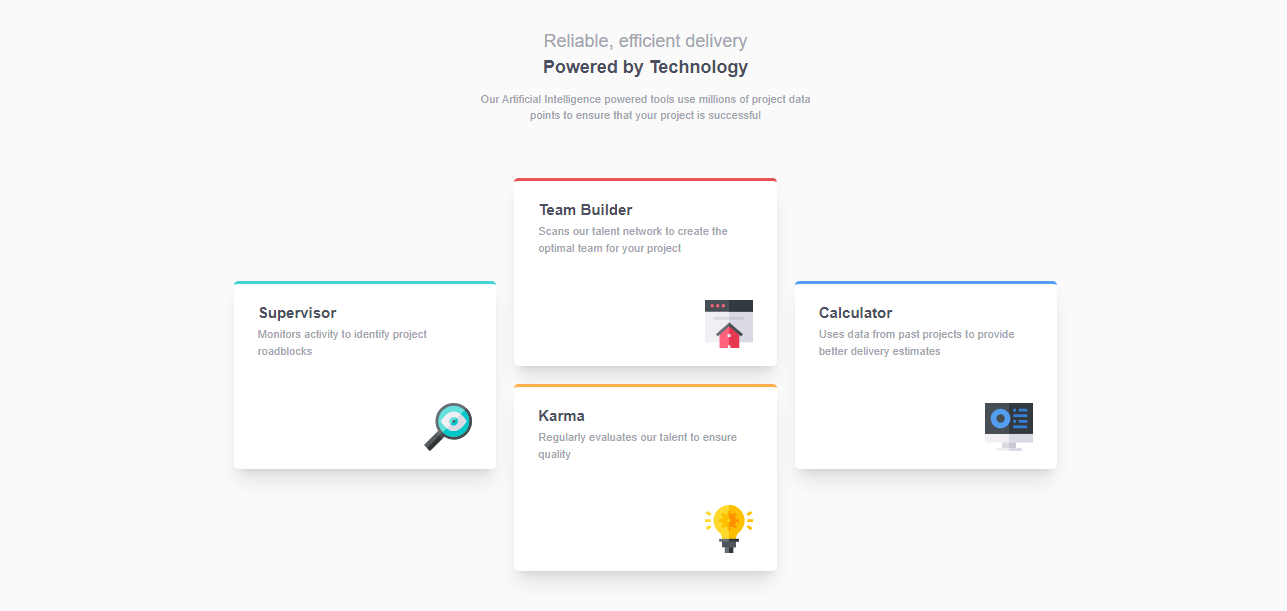 Reliable, efficient delivery
Powered by Technology
Our Artificial Intelligence powered tools use millions of project data
points to ensure that your project is successful
Team Builder
Scans our talent network to create the
optimal team for your project
Supervisor
Monitors activity to identify project
roadblocks
Calculator
Uses data from past projects to provide
better delivery estimates
Karma
Regularly evaluates our talent to ensure
quality